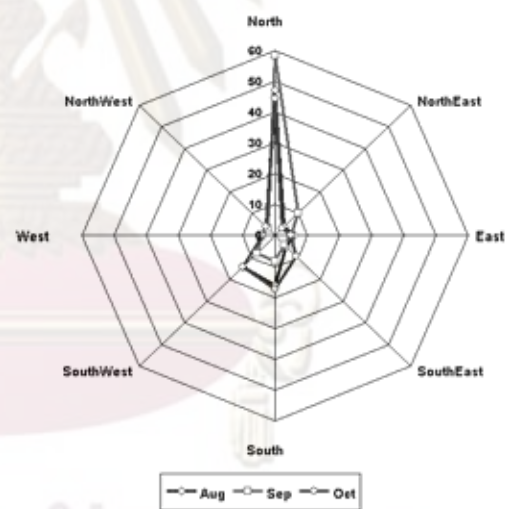 North
60
50
NorthWest NorthEast
40
30
20
10
West 0 East
SouthWest SouthEast
South
Aug Sep Oct